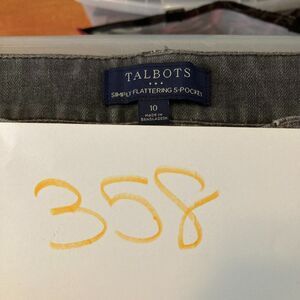 TALBOTS
SIMPLY FLATTERING 5-POCKET
10
MADE IN
BANGLADESH
358